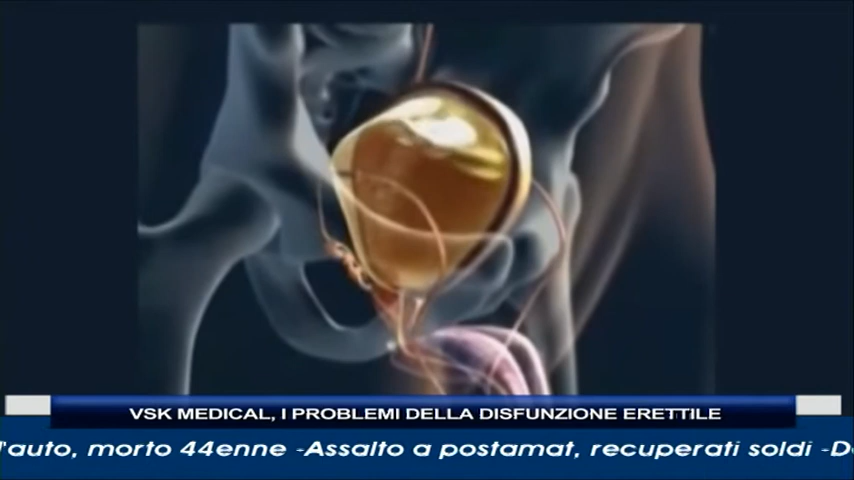 VSK MEDICAL, I PROBLEMI DELLA DISFUNZIONE ERETTILE
l'auto, morto 44enne -Assalto a postamat, recuperati soldi -D